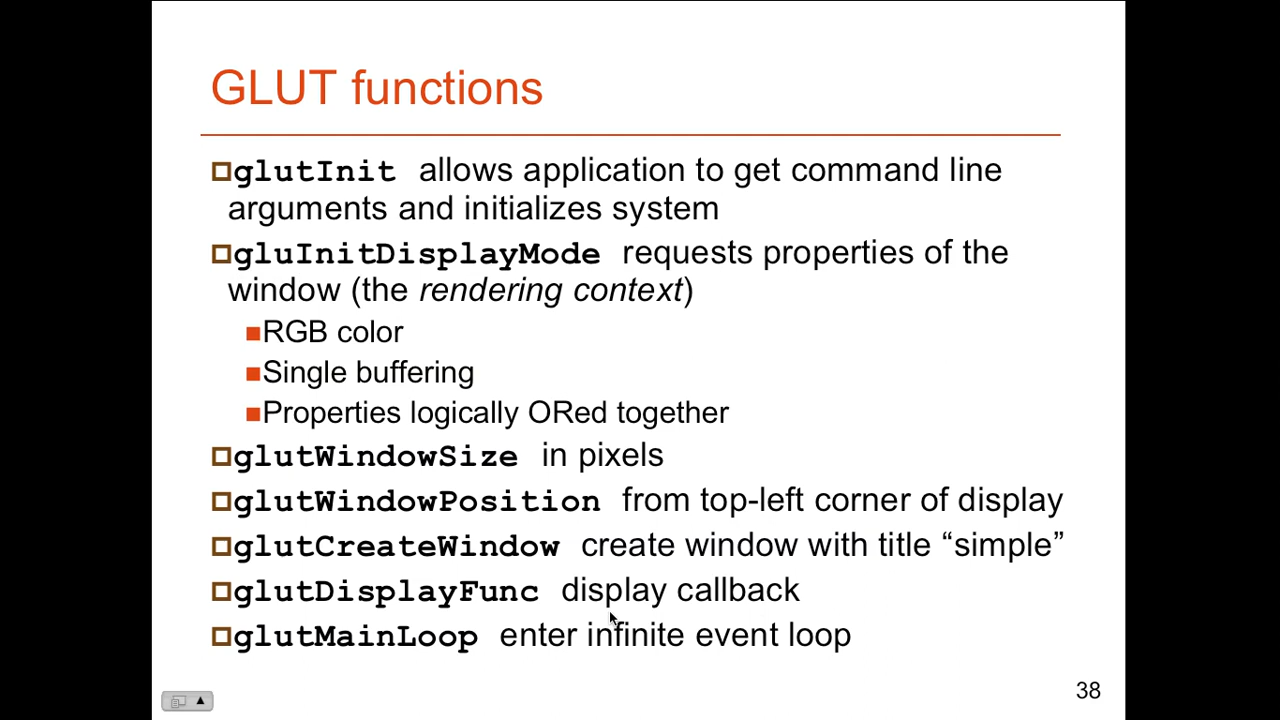 GLUT functions
glutInit allows application to get command line
arguments and initializes system
gluInitDisplayMode requests properties of the
window (the rendering context)
RGB color
Single buffering
Properties logically ORed together
glutWindowSize in pixels
glutWindowPosition from top-left corner of display
glutCreateWindow create window with title “simple”
glutDisplayFunc display callback
glutMainLoop enter infinite event loop
38